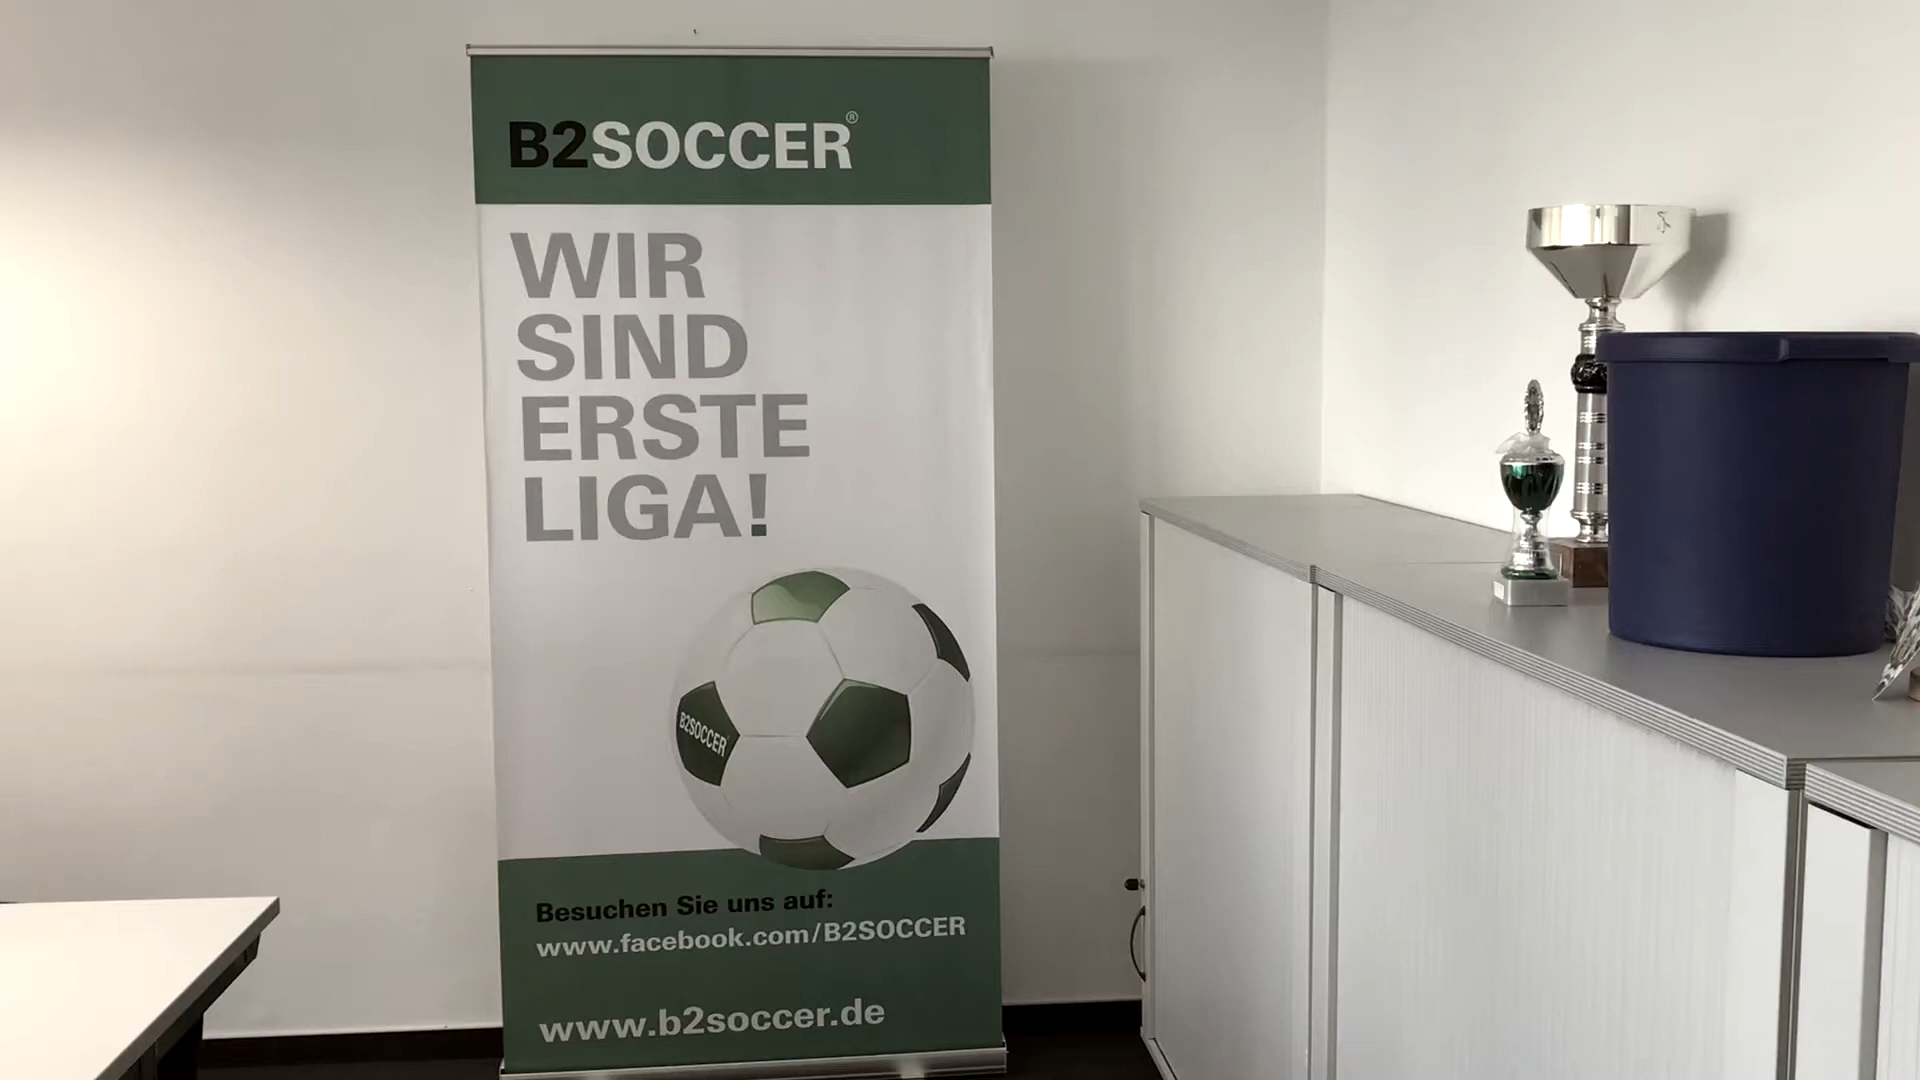 B2SOCCER®
WIR
SIND
ERSTE
LIGA!
B2SOCCER
Besuchen Sie uns auf:
www.facebook.com/B2SOCCER
www.b2soccer.de